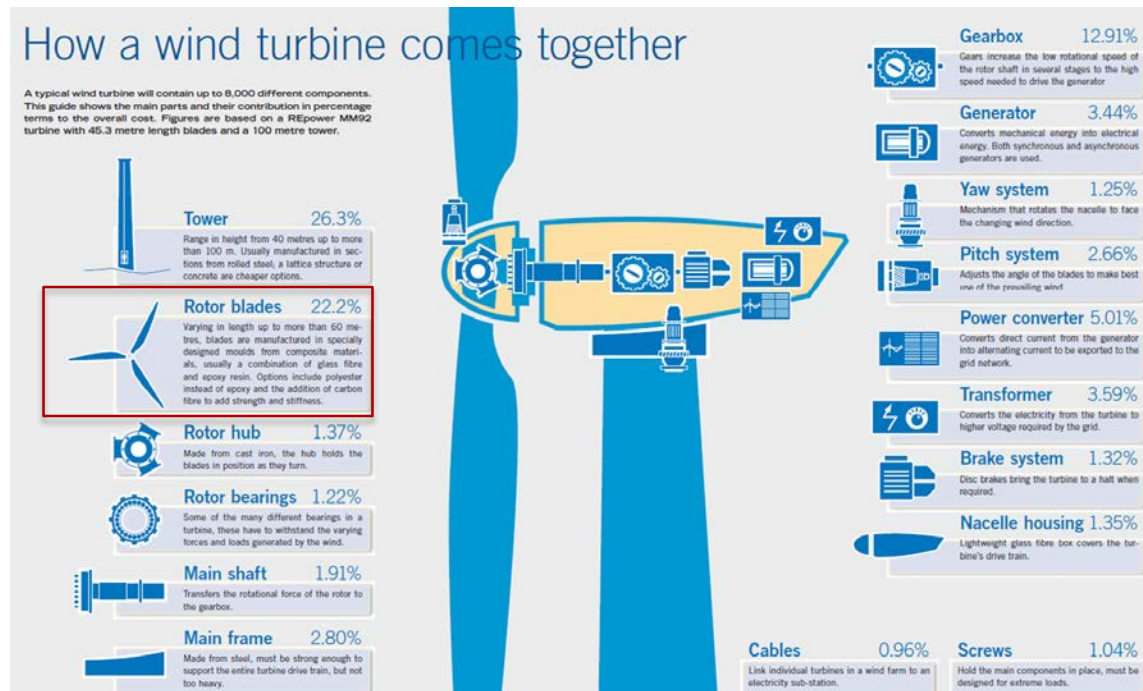 How a wind turbine comes together
A typical wind turbine will contain up to 8,000 different components.
This guide shows the main parts and their contribution in percentage
terms to the overall cost. Figures are based on a REpower MM92
turbine with 45.3 metre length blades and a 100 metre tower.
Tower 26.3%
Range in height from 40 metres up to more
than 100 m. Usually manufactured in sec-
tions from rolled steel; a lattice structure or
concrete are cheaper options.
Rotor blades 22.2%
Varying in length up to more than 60 me-
tres, blades are manufactured in specially
designed moulds from composite materi-
als, usually a combination of glass fibre
and epoxy resin. Options include polyester
instead of epoxy and the addition of carbon
fibre to add strength and stiffness.
Rotor hub 1.37%
Made from cast iron, the hub holds the
blades in position as they turn.
Rotor bearings 1.22%
Some of the many different bearings in a
turbine, these have to withstand the varying
forces and loads generated by the wind.
Main shaft 1.91%
Transfers the rotational force of the rotor to
the gearbox.
Main frame 2.80%
Made from steel, must be strong enough to
support the entire turbine drive train, but not
too heavy.
Gearbox 12.91%
Gears increase the low rotational speed of
the rotor shaft in several stages to the high
speed needed to drive the generator
Generator 3.44%
Converts mechanical energy into electrical
energy. Both synchronous and asynchronous
generators are used.
Yaw system 1.25%
Mechanism that rotates the nacelle to face
the changing wind direction.
Pitch system 2.66%
Adjusts the angle of the blades to make best
use of the prevailing wind.
Power converter 5.01%
Converts direct current from the generator
into alternating current to be exported to the
grid network.
Transformer 3.59%
Converts the electricity from the turbine to
higher voltage required by the grid.
Brake system 1.32%
Disc brakes bring the turbine to a halt when
required.
Nacelle housing 1.35%
Lightweight glass fibre box covers the tur-
bine's drive train.
Cables 0.96%
Link individual turbines in a wind farm to an
electricity sub-station.
Screws 1.04%
Hold the main components in place, must be
designed for extreme loads.